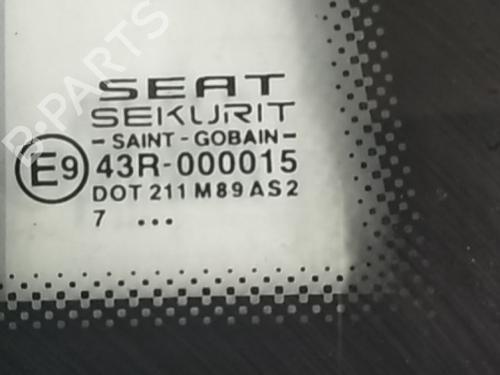 B-PARTS
SEAT
SEKURIT
- SAINT - GOBAIN -
E9 43R-000015
DOT 211 M89 AS2
7 ...